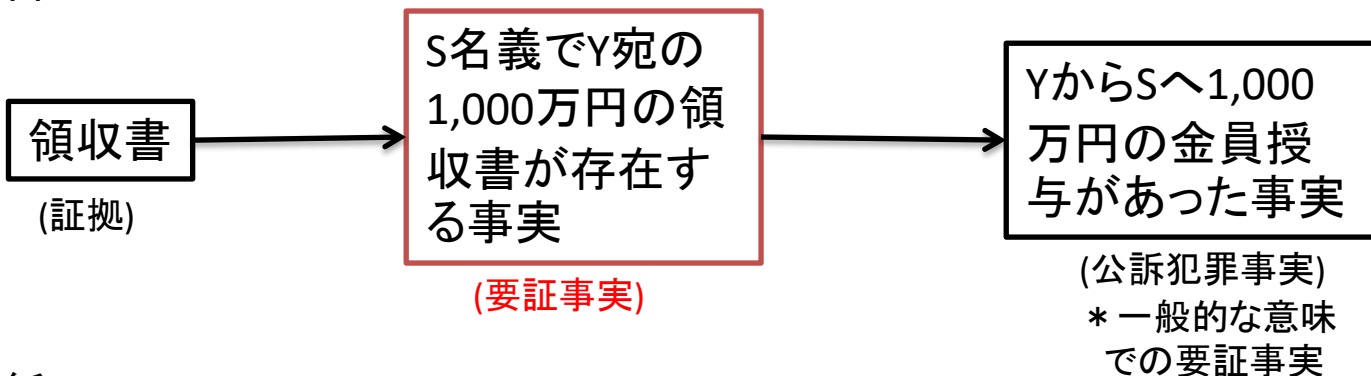 領収書
(証拠)
S名義でY宛の
1,000万円の領
収書が存在す
る事実
(要証事実)
YからSへ1,000
万円の金員授
与があった事実
(公訴犯罪事実)
＊一般的な意味
での要証事実